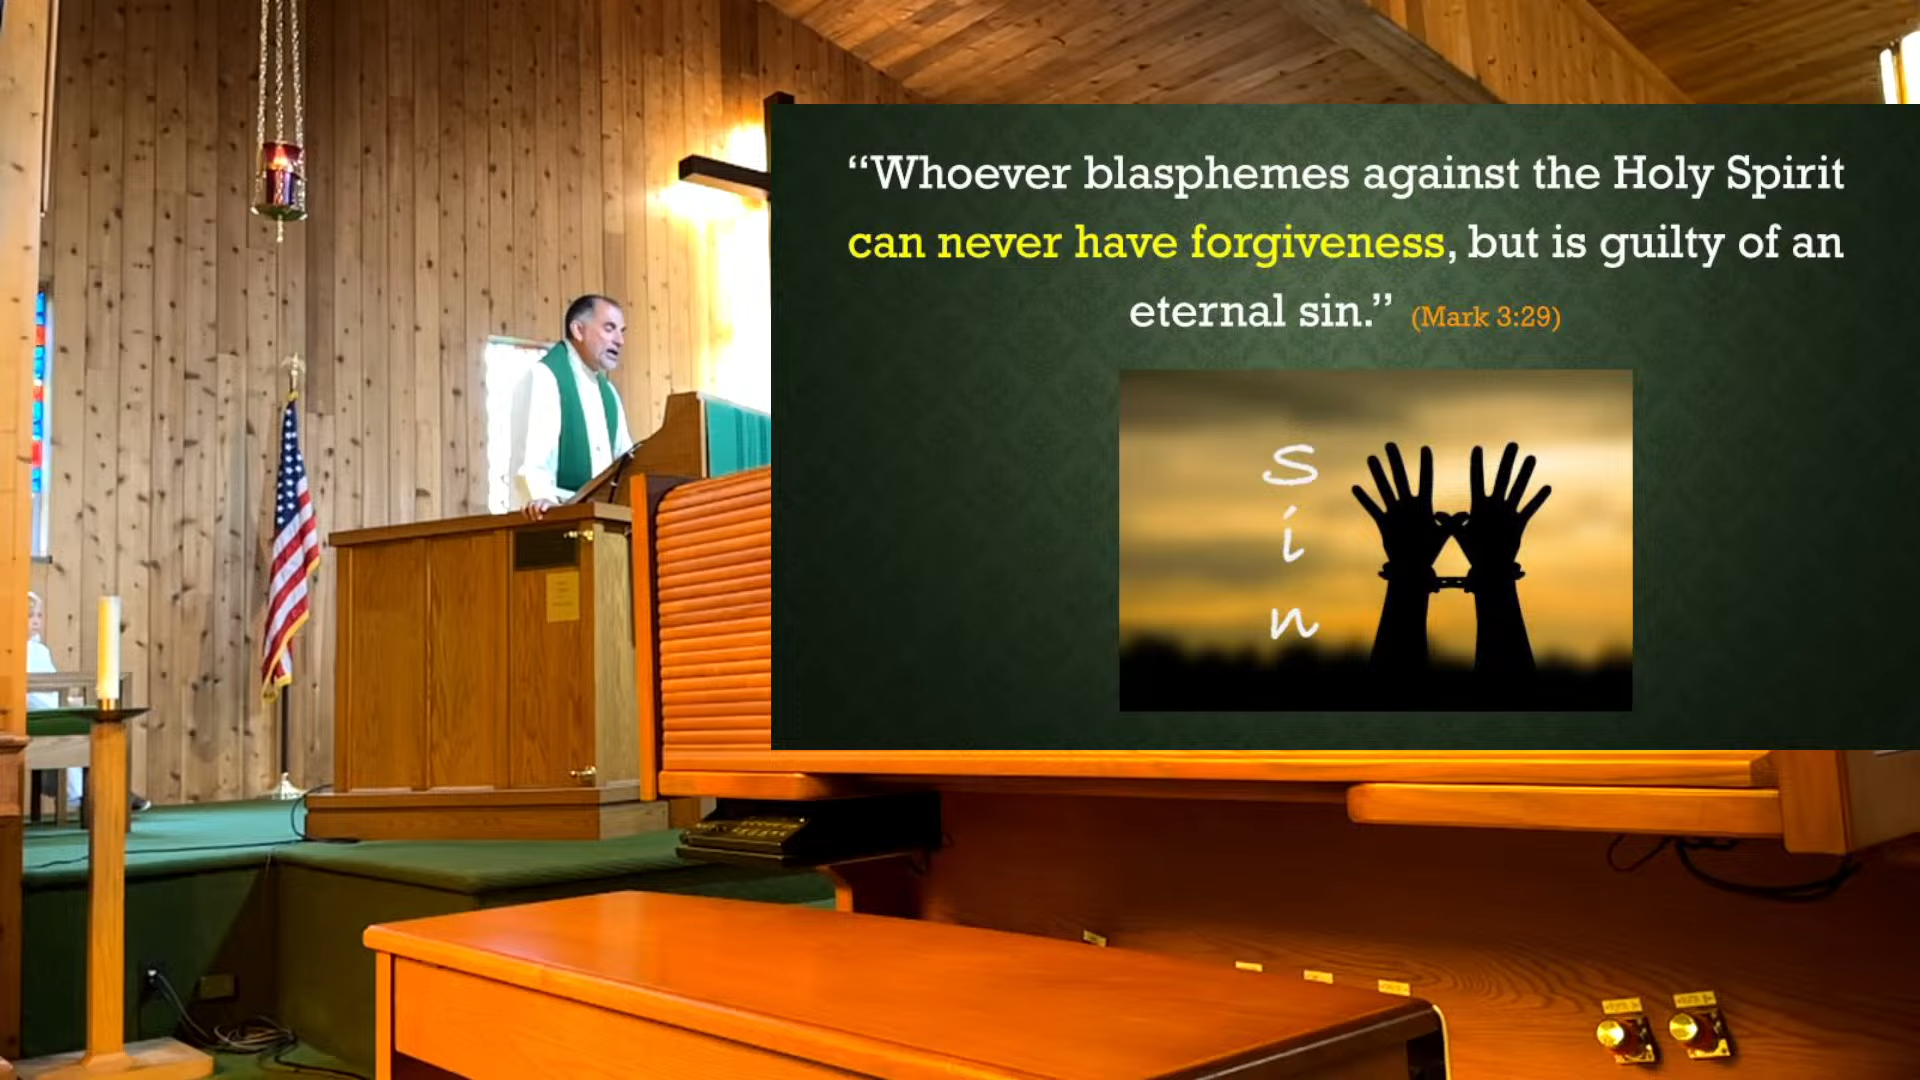 “Whoever blasphemes against the Holy Spirit
can never have forgiveness, but is guilty of an
eternal sin.” (Mark 3:29)
S
i
n